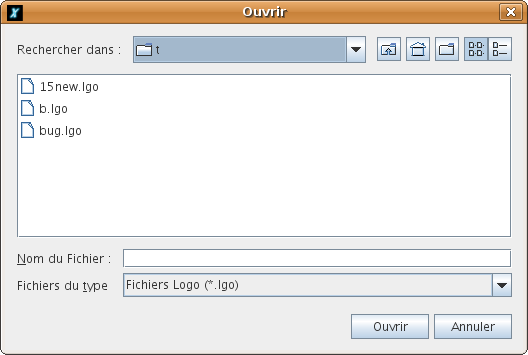 Ouvrir
Rechercher dans :
t
15new.lgo
b.lgo
bug.lgo
Nom du Fichier :
Fichiers du type
Fichiers Logo (*.lgo)
Ouvrir
Annuler